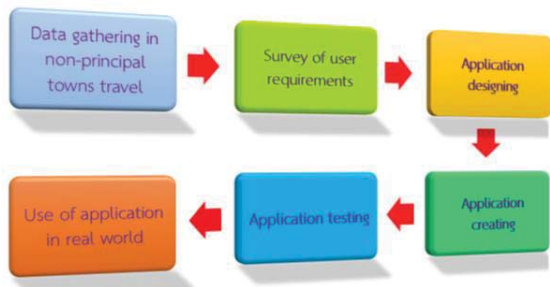 Data gathering in
non-principal
towns travel
Survey of user
requirements
Application
designing
Application
creating
Application testing
Use of application
in real world